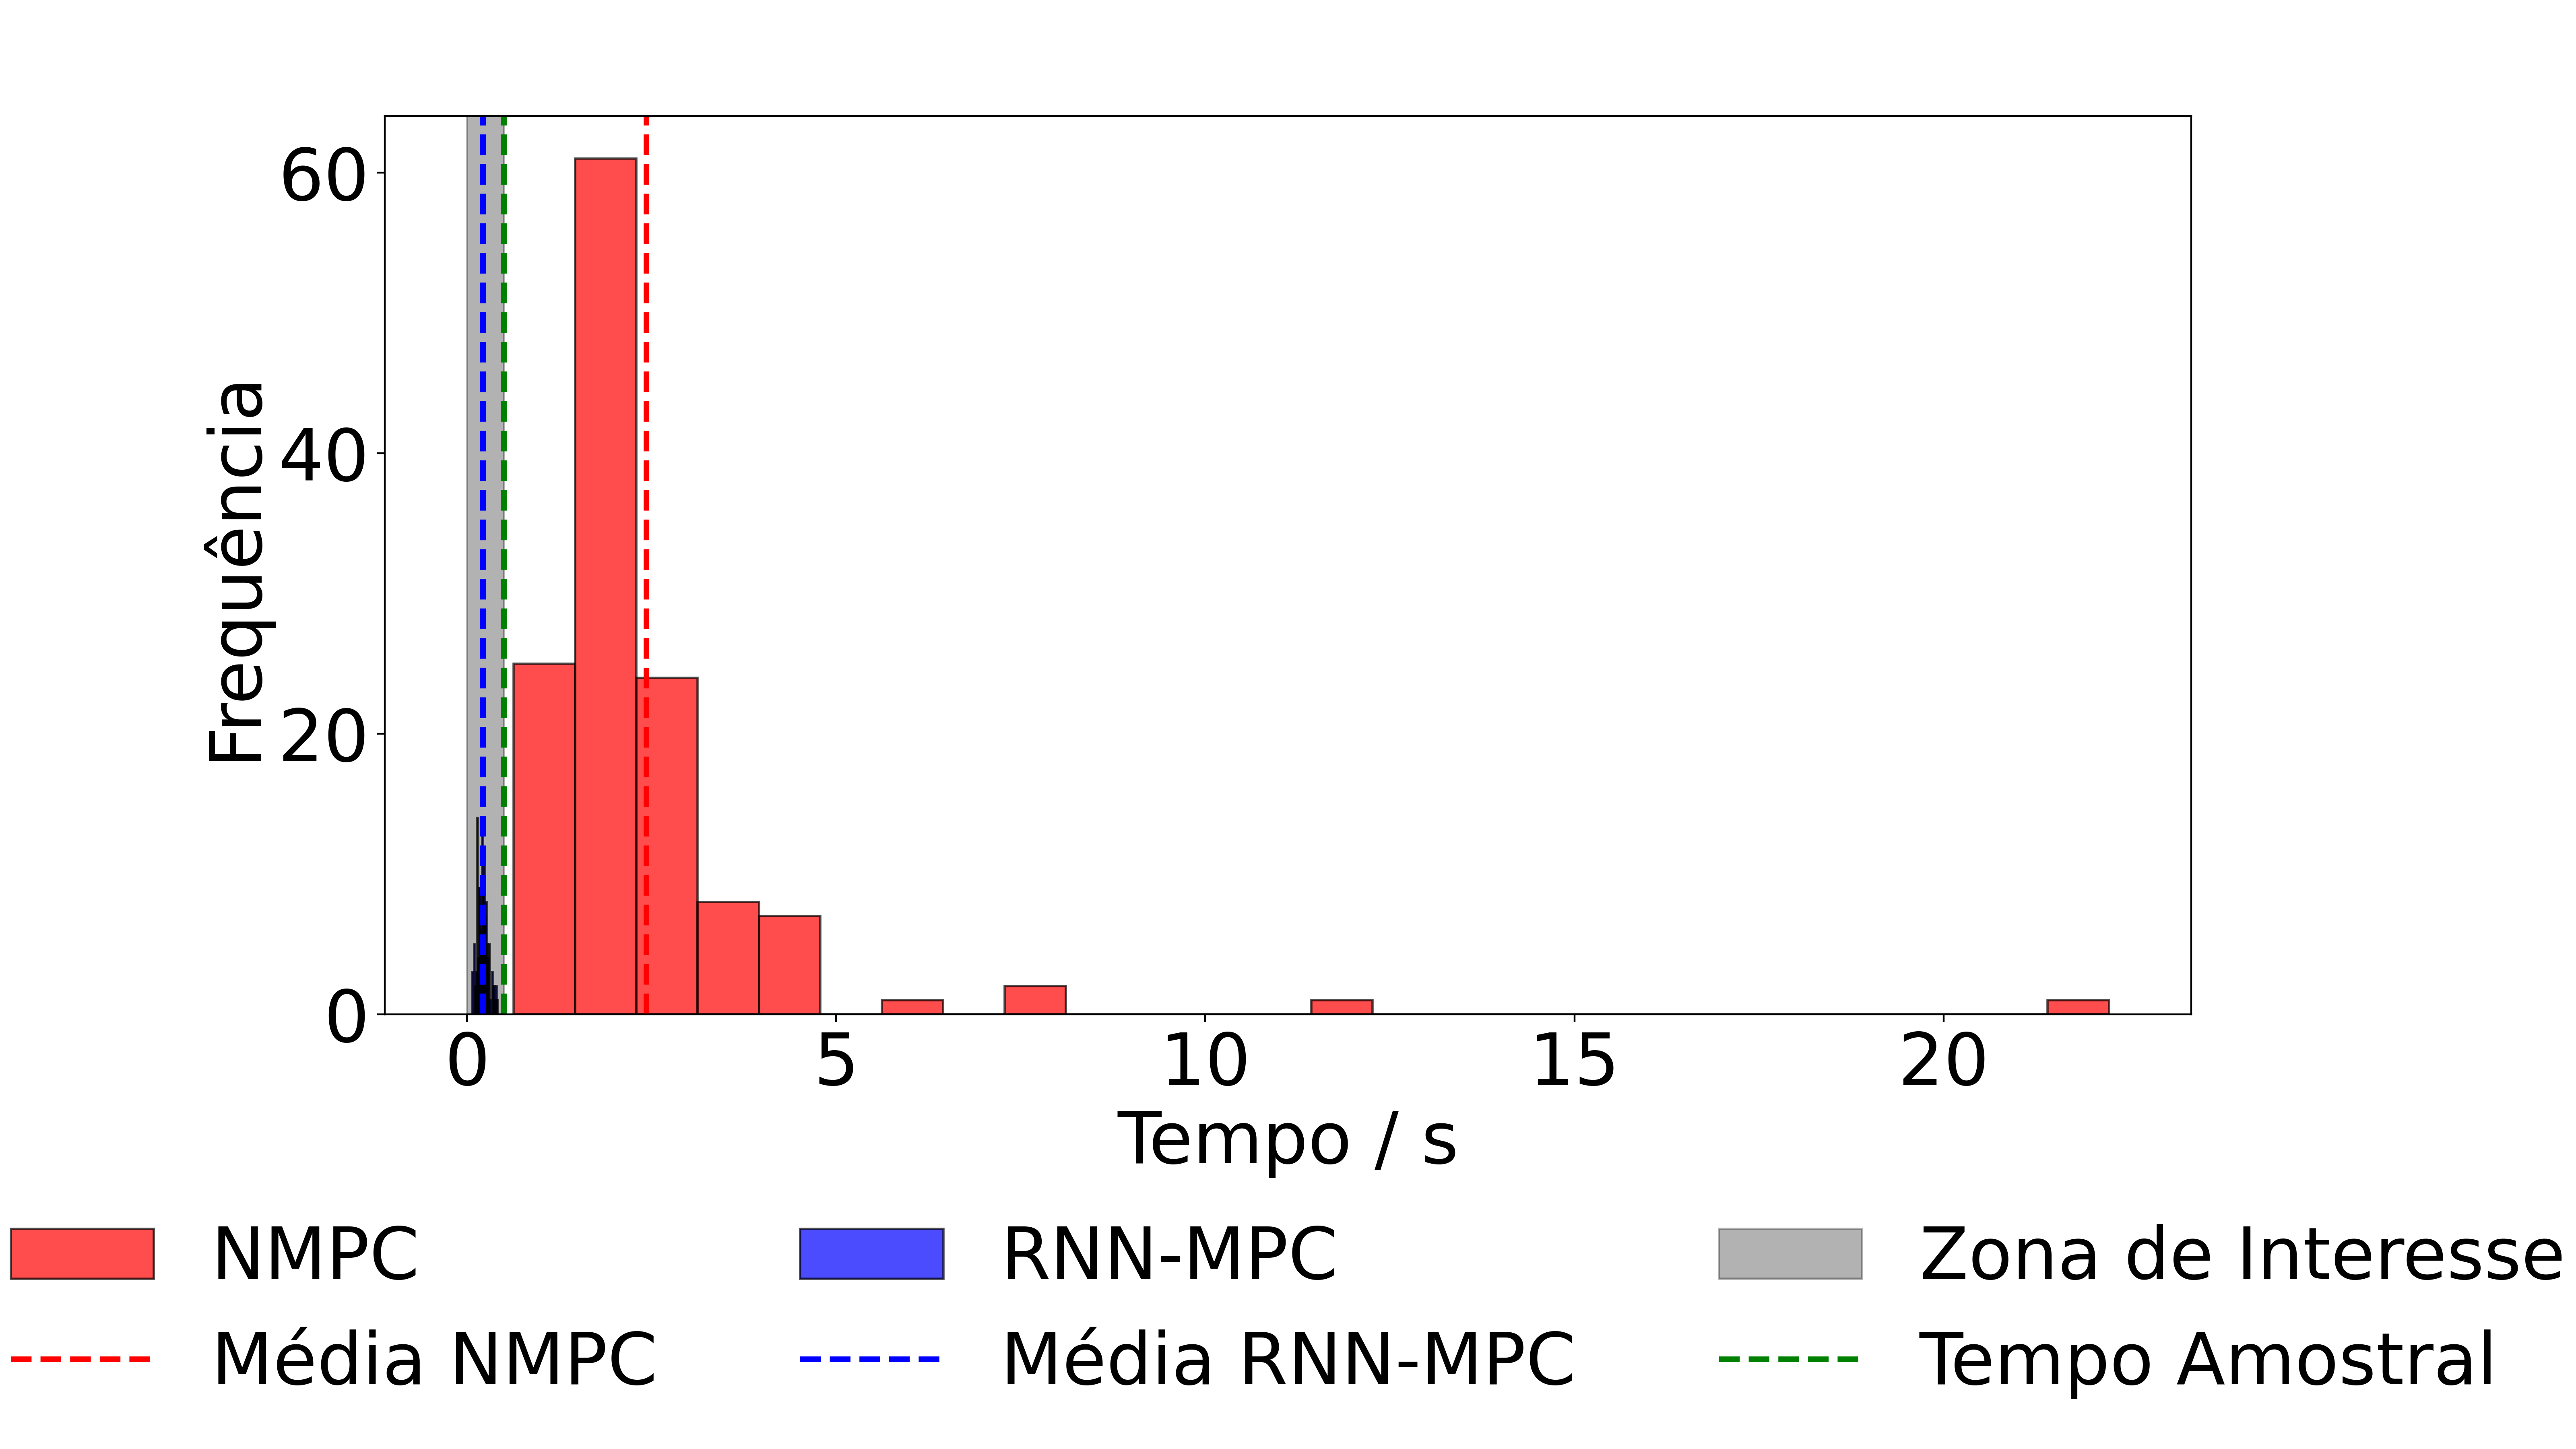 60
40
20
0
Frequência
0 5 10 15 20
Tempo / s
NMPC RNN-MPC Zona de Interesse
Média NMPC Média RNN-MPC Tempo Amostral